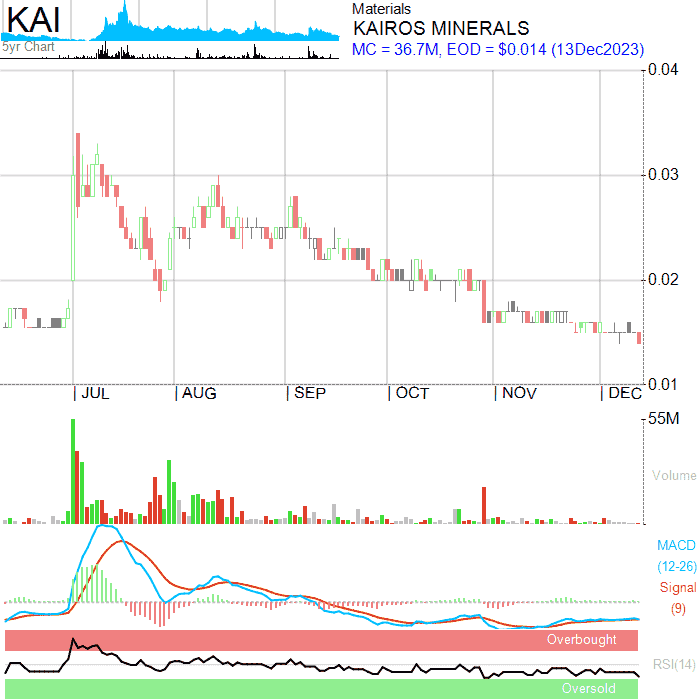 KAI
Materials
KAIROS MINERALS
5yr Chart
MC = 36.7M, EOD = $0.014 (13Dec2023)
0.04
0.03
0.02
0.01
| JUL | AUG | SEP | OCT | NOV | DEC
55M
Volume
MACD
(12-26)
Signal
(9)
Overbought
RSI(14)
Oversold